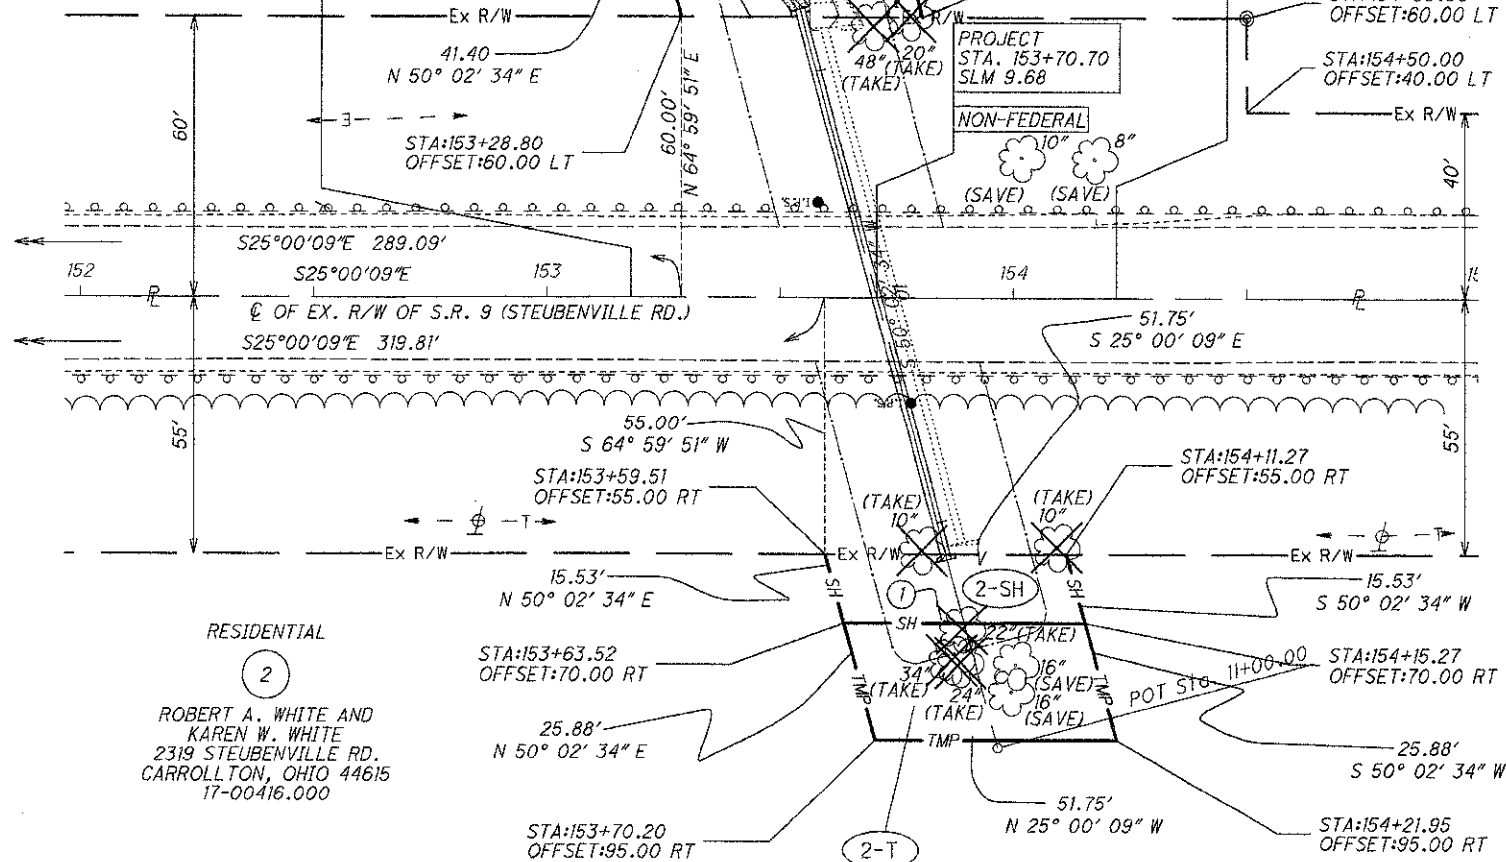 Ex R/W
R/W
OFFSET:60.00 LT
41.40
N 50° 02' 34" E
48"
20"
(TAKE)
(TAKE)
PROJECT
STA. 153+70.70
SLM 9.68
NON-FEDERAL
STA:154+50.00
OFFSET:40.00 LT
Ex R/W
60'
E
STA:153+28.80
OFFSET:60.00 LT
60.00'
N 64° 59' 51" E
10"
8"
(SAVE)
(SAVE)
40'
S25°00'09"E 289.09'
152
S25°00'09"E
153
154
℄ OF EX. R/W OF S.R. 9 (STEUBENVILLE RD.)
S25°00'09"E 319.81'
51.75'
S 25° 00' 09" E
55'
55.00'
S 64° 59' 51" W
55'
STA:153+59.51
OFFSET:55.00 RT
STA:154+11.27
OFFSET:55.00 RT
(TAKE)
10"
(TAKE)
10"
T
T
Ex R/W
Ex R/W
Ex R/W
15.53'
N 50° 02' 34" E
SH
1
2-SH
SH
15.53'
S 50° 02' 34" W
RESIDENTIAL
2
ROBERT A. WHITE AND
KAREN W. WHITE
2319 STEUBENVILLE RD.
CARROLLTON, OHIO 44615
17-00416.000
SH
22" (TAKE)
STA:153+63.52
OFFSET:70.00 RT
TMP
34"
(TAKE)
24"
(TAKE)
16"
(SAVE)
16"
(SAVE)
TMP
POT Sta 11+00.00
STA:154+15.27
OFFSET:70.00 RT
25.88'
N 50° 02' 34" E
TMP
25.88'
S 50° 02' 34" W
51.75'
N 25° 00' 09" W
STA:153+70.20
OFFSET:95.00 RT
2-T
STA:154+21.95
OFFSET:95.00 RT